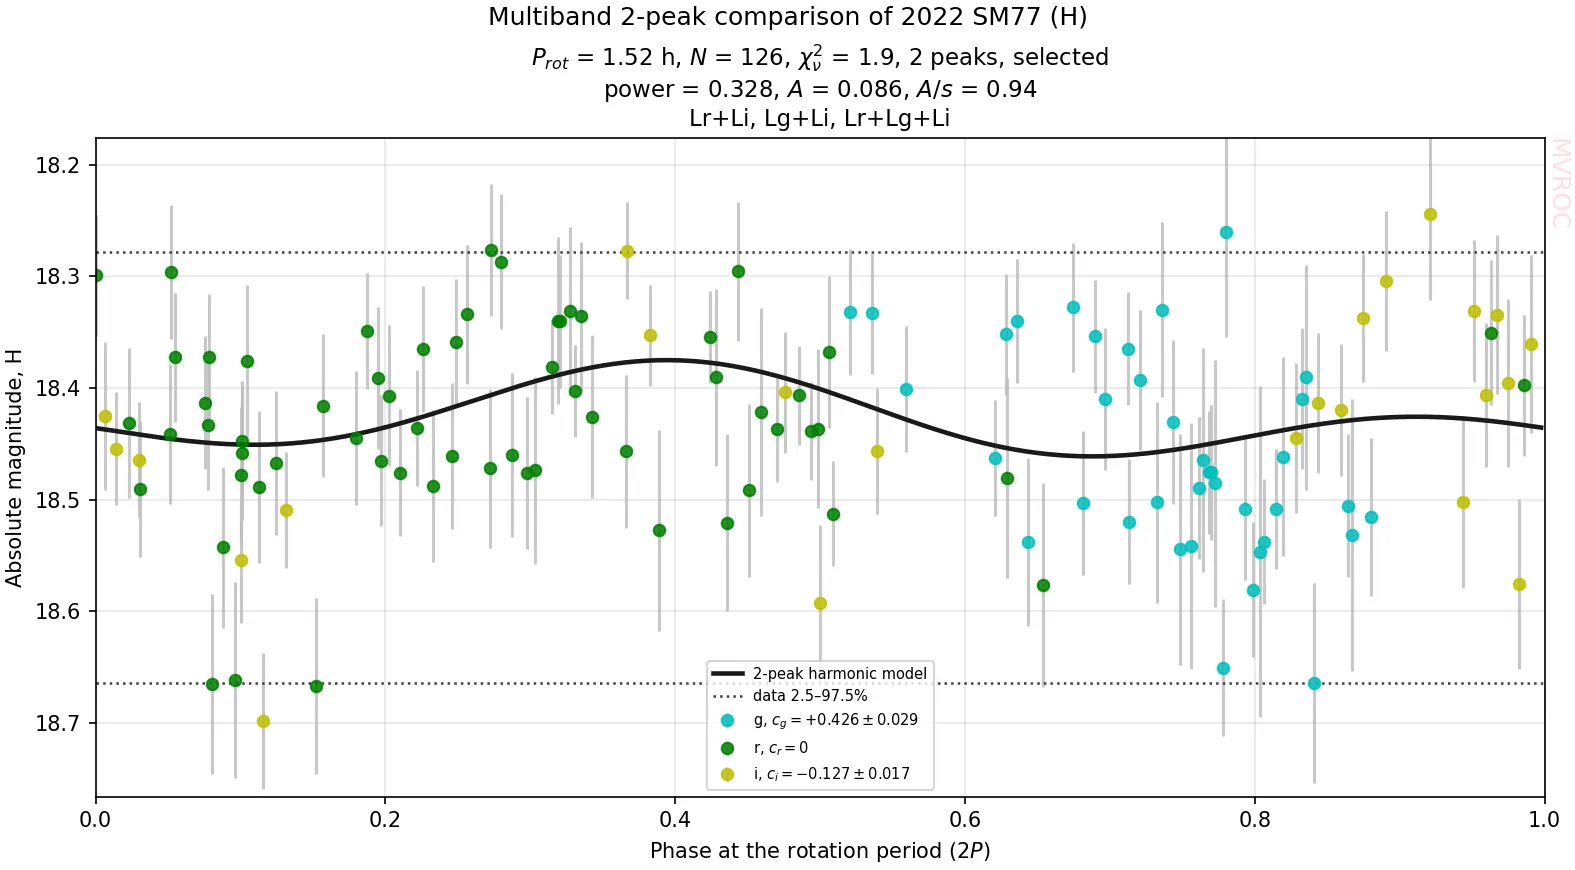 Multiband 2-peak comparison of 2022 SM77 (H)
P_rot = 1.52 h, N = 126, χ²_ν = 1.9, 2 peaks, selected
power = 0.328, A = 0.086, A/s = 0.94
Lr+Li, Lg+Li, Lr+Lg+Li
MVROC
Absolute magnitude, H
18.2
18.3
18.4
18.5
18.6
18.7
2-peak harmonic model
data 2.5–97.5%
g, c_g = +0.426 ± 0.029
r, c_r = 0
i, c_i = −0.127 ± 0.017
0.0 0.2 0.4 0.6 0.8 1.0
Phase at the rotation period (2P)